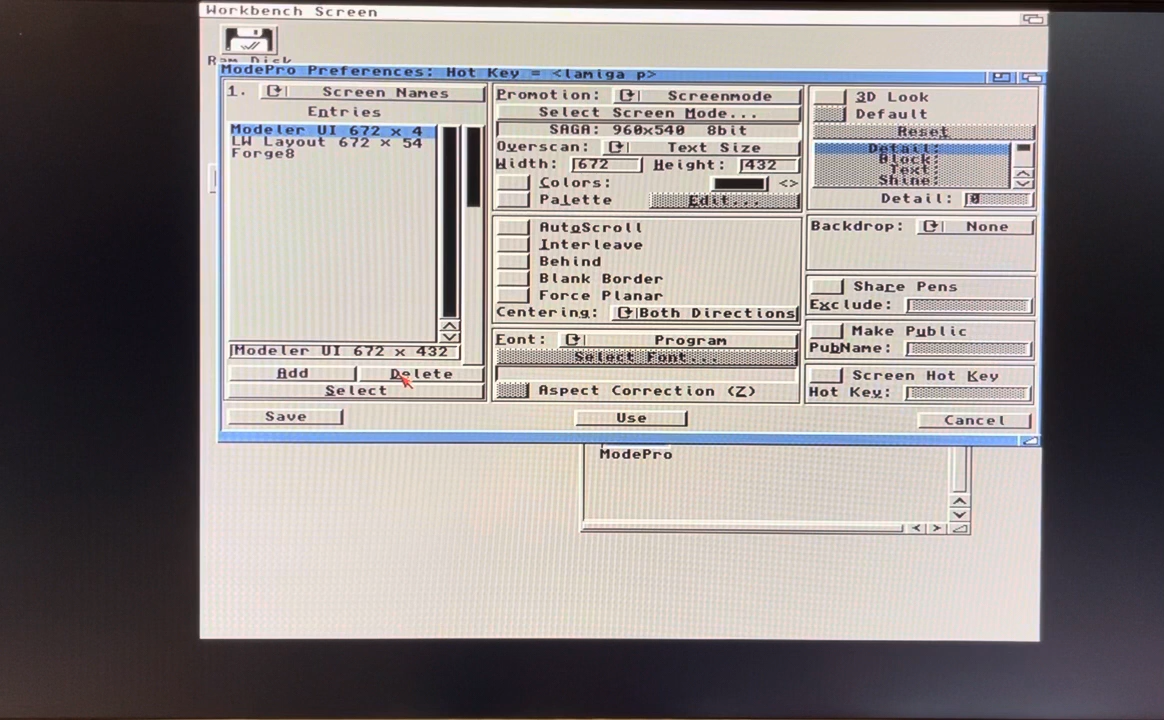 Workbench Screen
Ram Disk
ModePro Preferences: Hot Key = <lamiga p>
1. Screen Names
Entries
Modeler UI 672 x 4
LW Layout 672 x 54
Forge8
Modeler UI 672 x 432
Add Delete
Select
Promotion: Screenmode
Select Screen Mode...
SAGA: 960x540 8bit
Overscan: Text Size
Width: 672 Height: 432
Colors: <>
Palette Edit...
AutoScroll
Interleave
Behind
Blank Border
Force Planar
Centering: Both Directions
Font: Program
Select Font...
Aspect Correction (Z)
3D Look
Default
Reset
Detail:
Block:
Text:
Shine:
Detail: 0
Backdrop: None
Share Pens
Exclude:
Make Public
PubName:
Screen Hot Key
Hot Key:
Save Use Cancel
ModePro